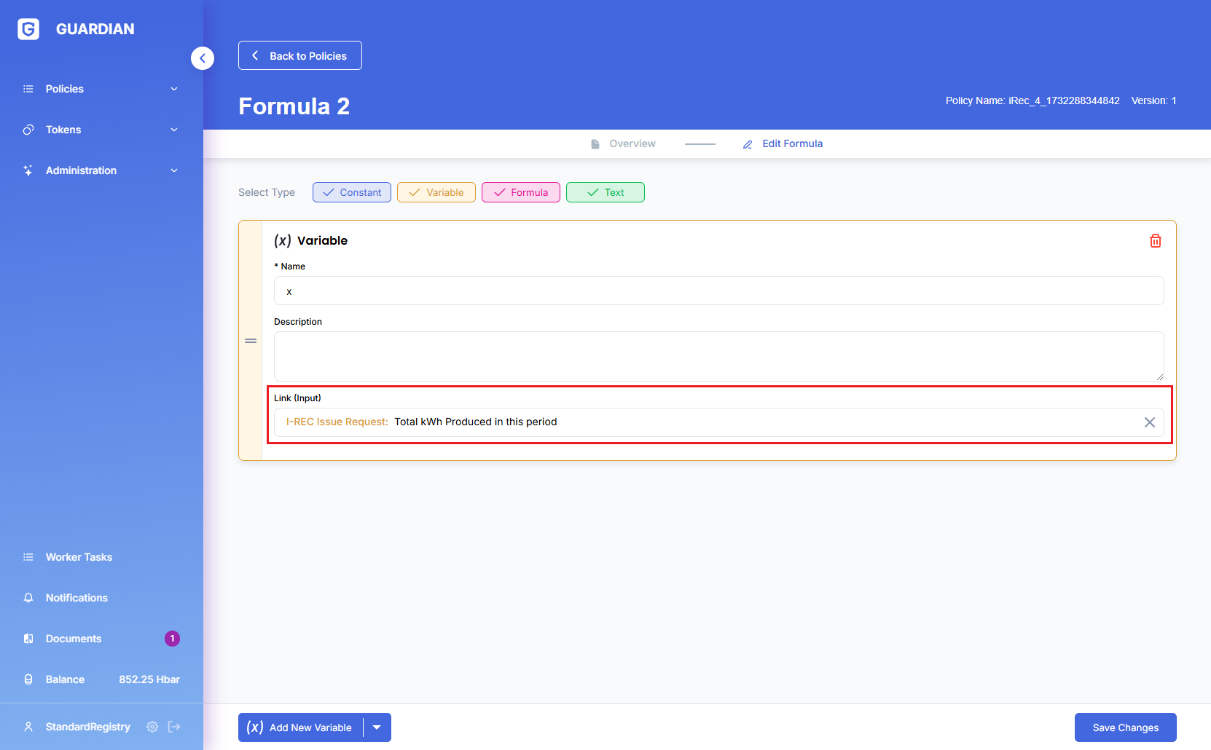 GUARDIAN
Policies
Tokens
Administration
Worker Tasks
Notifications
Documents 1
Balance 852.25 Hbar
StandardRegistry
Back to Policies
Formula 2
Policy Name: iRec_4_1732288344842 Version: 1
Overview
Edit Formula
Select Type Constant Variable Formula Text
(x) Variable
* Name
x
Description
Link (Input)
I-REC Issue Request: Total kWh Produced in this period
(x) Add New Variable
Save Changes